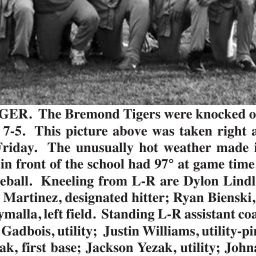 GER. The Bremond Tigers were knocked o
7-5. This picture above was taken right a
Friday. The unusually hot weather made i
in front of the school had 97° at game time
eball. Kneeling from L-R are Dylan Lindl
Martinez, designated hitter; Ryan Bienski,
ymalla, left field. Standing L-R assistant coa
Gadbois, utility; Justin Williams, utility-pi
ak, first base; Jackson Yezak, utility; Johna